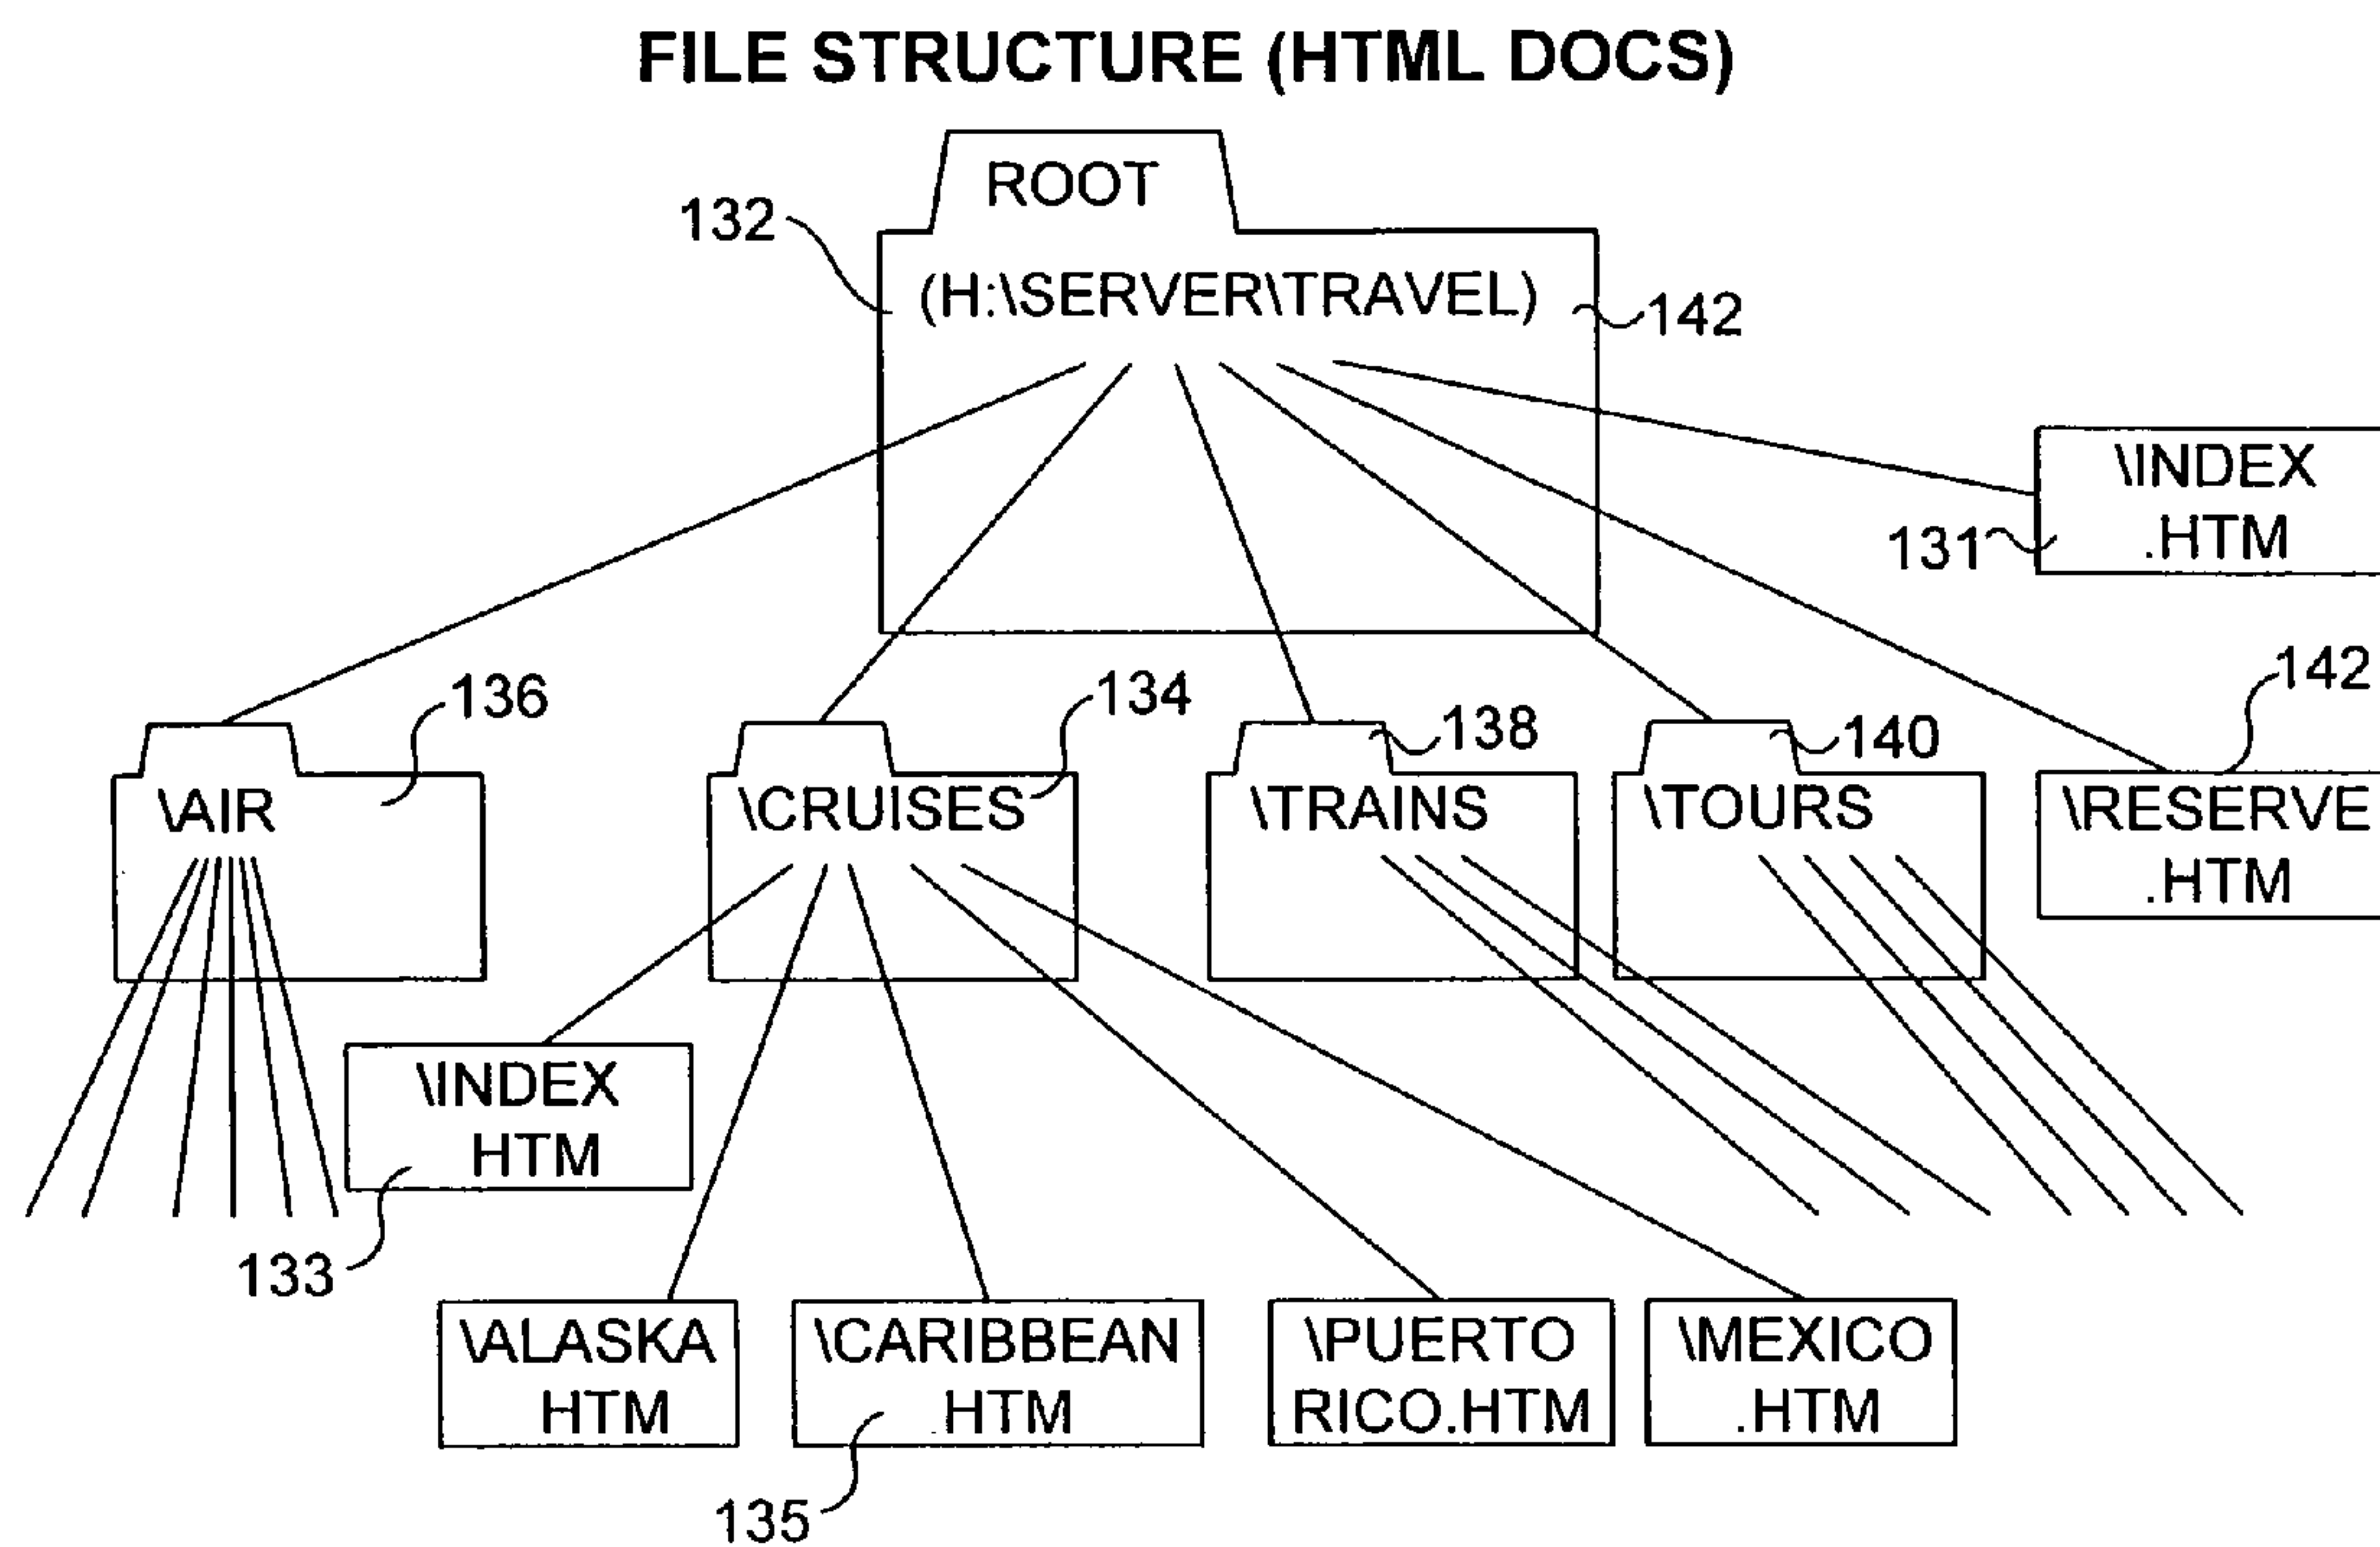 FILE STRUCTURE (HTML DOCS)
ROOT
132
(H:\SERVER\TRAVEL)
142
\INDEX
.HTM
131
136
134
138
140
142
\AIR
\CRUISES
\TRAINS
\TOURS
\RESERVE
.HTM
\INDEX
HTM
133
\ALASKA
HTM
\CARIBBEAN
.HTM
\PUERTO
RICO.HTM
\MEXICO
.HTM
135